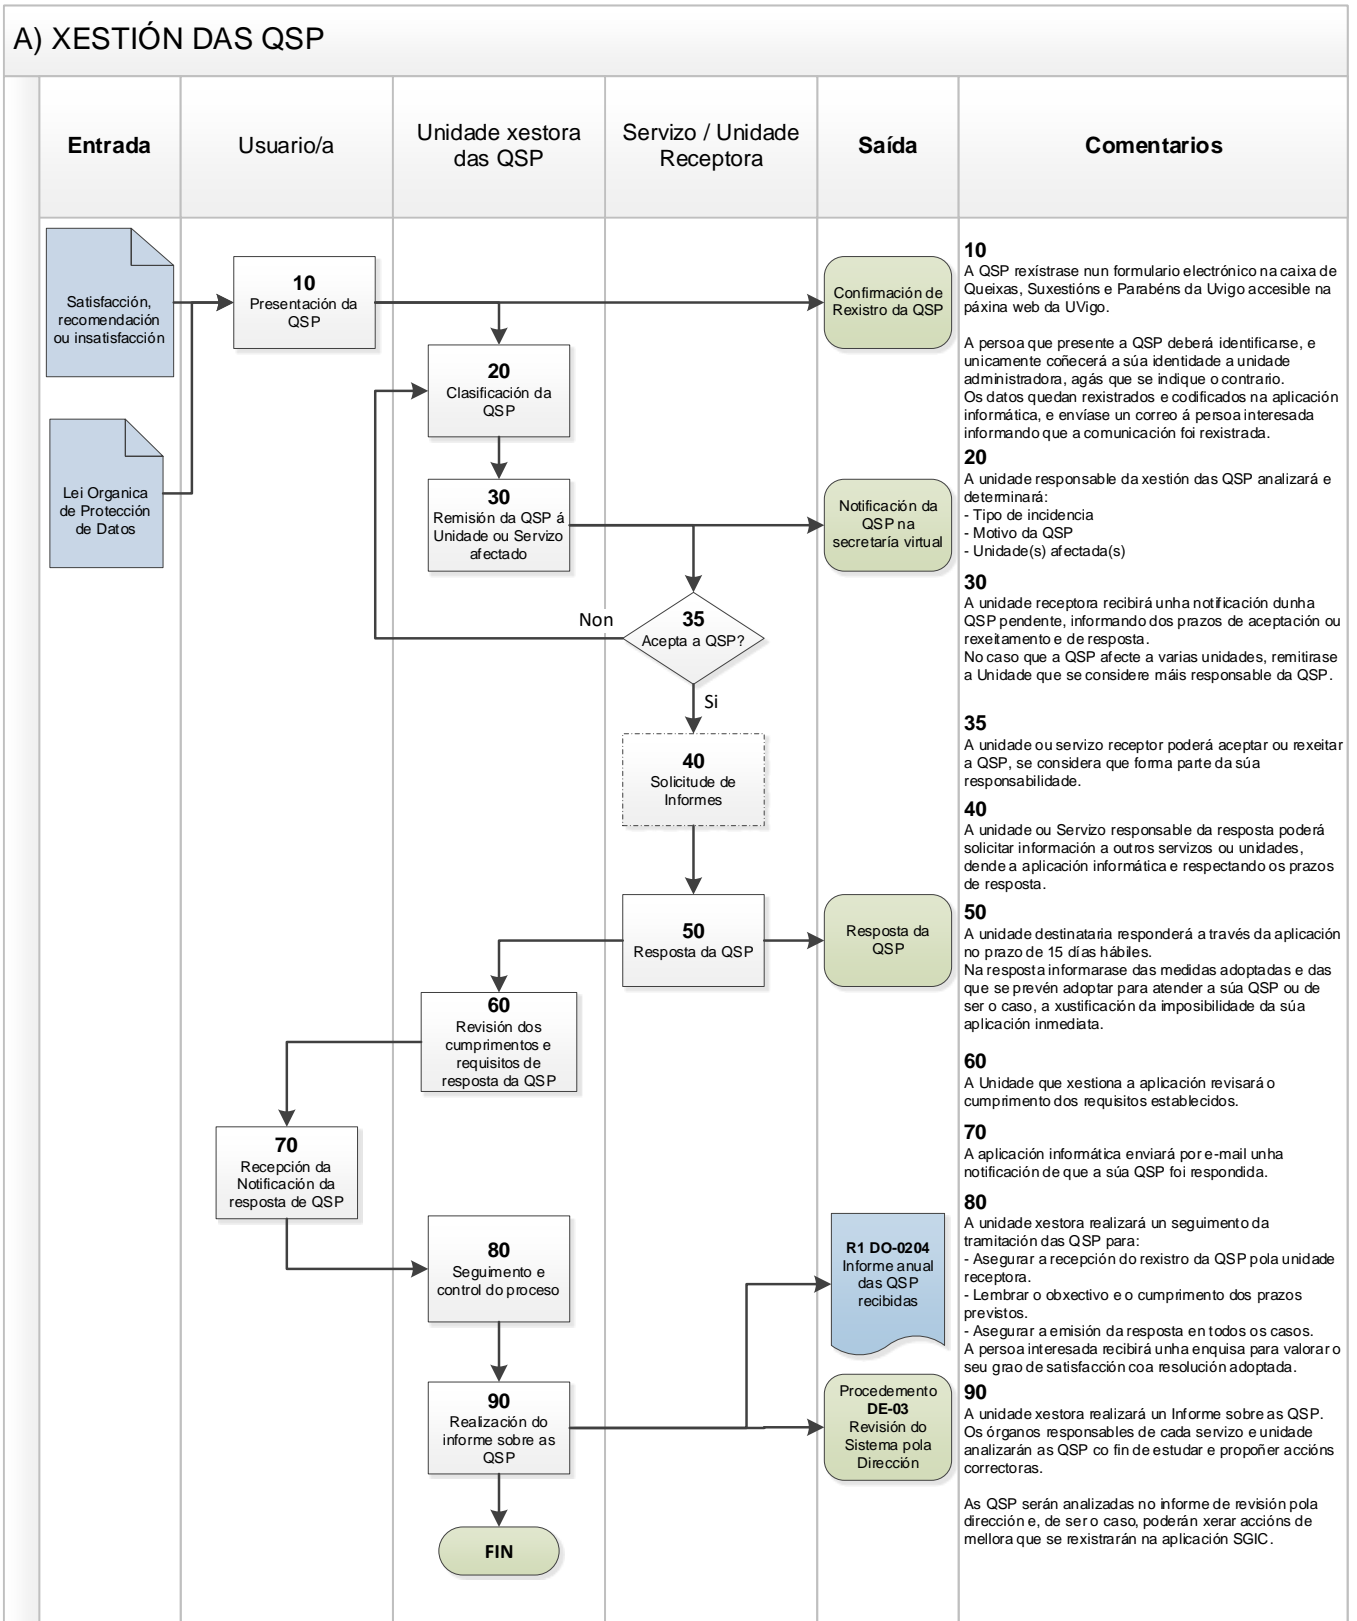 A) XESTIÓN DAS QSP
Entrada
Usuario/a
Unidade xestora
das QSP
Servizo / Unidade
Receptora
Saída
Comentarios
Satisfacción,
recomendación
ou insatisfacción
Lei Organica
de Protección
de Datos
10
Presentación da
QSP
Confirmación de
Rexistro da QSP
20
Clasificación da
QSP
30
Remisión da QSP á
Unidade ou Servizo
afectado
Notificación da
QSP na
secretaría virtual
Non
35
Acepta a QSP?
Si
40
Solicitude de
Informes
50
Resposta da QSP
Resposta da
QSP
60
Revisión dos
cumprimentos e
requisitos de
resposta da QSP
70
Recepción da
Notificación da
resposta de QSP
80
Seguimento e
control do proceso
R1 DO-0204
Informe anual
das QSP
recibidas
90
Realización do
informe sobre as
QSP
Procedemento
DE-03
Revisión do
Sistema pola
Dirección
FIN
10
A QSP rexístrase nun formulario electrónico na caixa de
Queixas, Suxestións e Parabéns da Uvigo accesible na
páxina web da UVigo.
A persoa que presente a QSP deberá identificarse, e
unicamente coñecerá a súa identidade a unidade
administradora, agás que se indique o contrario.
Os datos quedan rexistrados e codificados na aplicación
informática, e envíase un correo á persoa interesada
informando que a comunicación foi rexistrada.
20
A unidade responsable da xestión das QSP analizará e
determinará:
- Tipo de incidencia
- Motivo da QSP
- Unidade(s) afectada(s)
30
A unidade receptora recibirá unha notificación dunha
QSP pendente, informando dos prazos de aceptación ou
rexeitamento e de resposta.
No caso que a QSP afecte a varias unidades, remitirase
a Unidade que se considere máis responsable da QSP.
35
A unidade ou servizo receptor poderá aceptar ou rexeitar
a QSP, se considera que forma parte da súa
responsabilidade.
40
A unidade ou Servizo responsable da resposta poderá
solicitar información a outros servizos ou unidades,
dende a aplicación informática e respectando os prazos
de resposta.
50
A unidade destinataria responderá a través da aplicación
no prazo de 15 días hábiles.
Na resposta informarase das medidas adoptadas e das
que se prevén adoptar para atender a súa QSP ou de
ser o caso, a xustificación da imposibilidade da súa
aplicación inmediata.
60
A Unidade que xestiona a aplicación revisará o
cumprimento dos requisitos establecidos.
70
A aplicación informática enviará por e-mail unha
notificación de que a súa QSP foi respondida.
80
A unidade xestora realizará un seguimento da
tramitación das QSP para:
- Asegurar a recepción do rexistro da QSP pola unidade
receptora.
- Lembrar o obxectivo e o cumprimento dos prazos
previstos.
- Asegurar a emisión da resposta en todos os casos.
A persoa interesada recibirá unha enquisa para valorar o
seu grao de satisfacción coa resolución adoptada.
90
A unidade xestora realizará un Informe sobre as QSP.
Os órganos responsables de cada servizo e unidade
analizarán as QSP co fin de estudar e propoñer accións
correctoras.
As QSP serán analizadas no informe de revisión pola
dirección e, de ser o caso, poderán xerar accións de
mellora que se rexistrarán na aplicación SGIC.